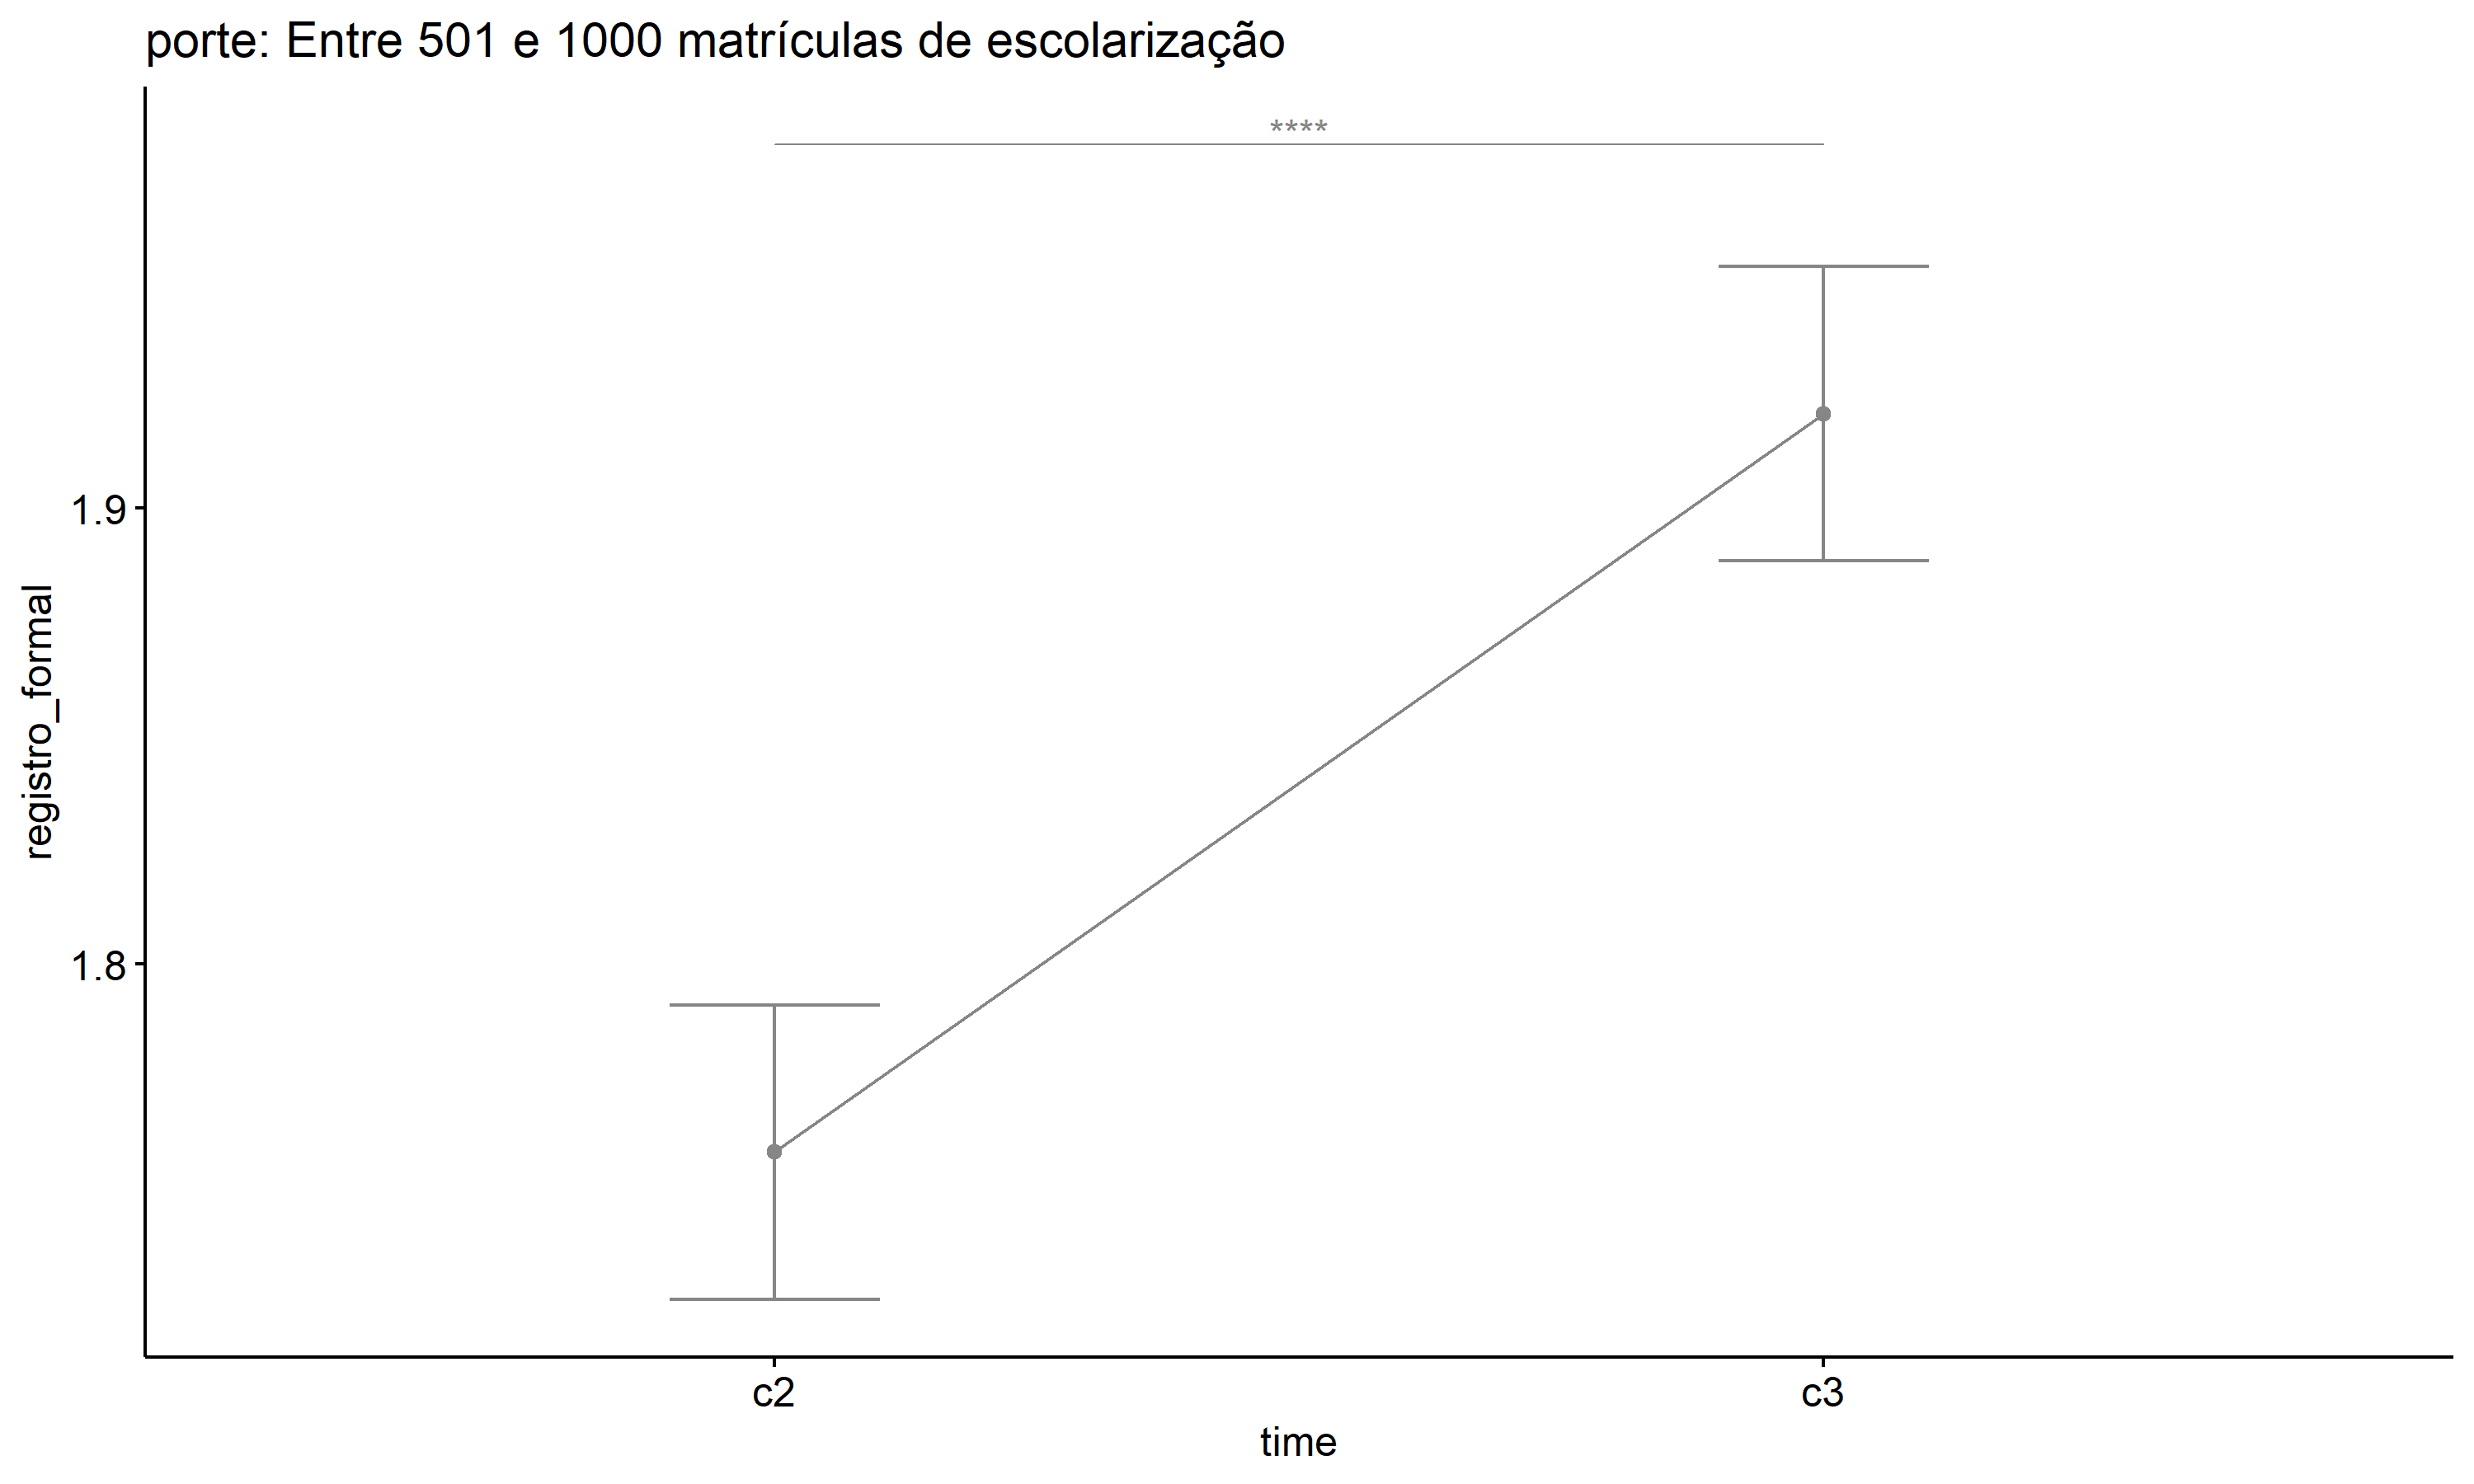 porte: Entre 501 e 1000 matrículas de escolarização
****
1.9
1.8
registro_formal
c2
c3
time